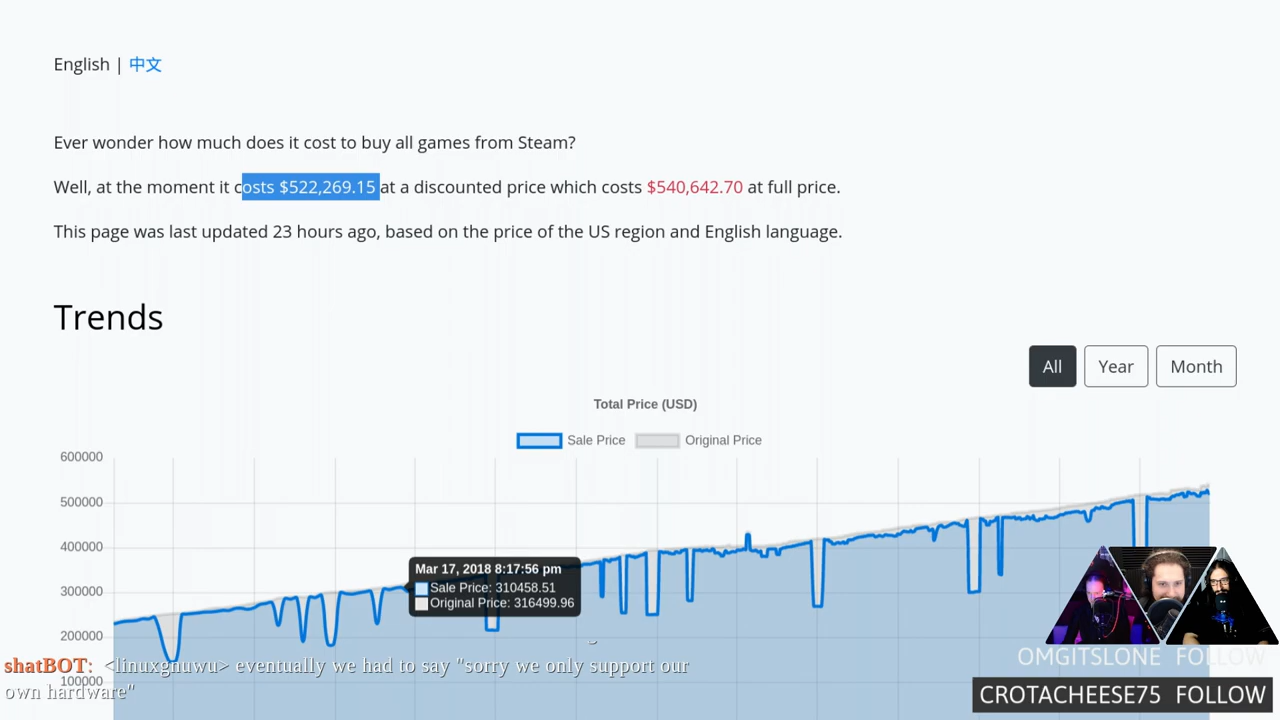 English | 中文
Ever wonder how much does it cost to buy all games from Steam?
Well, at the moment it costs $522,269.15 at a discounted price which costs $540,642.70 at full price.
This page was last updated 23 hours ago, based on the price of the US region and English language.
Trends
All Year Month
Total Price (USD)
Sale Price Original Price
600000
500000
400000
300000
200000
100000
Mar 17, 2018 8:17:56 pm
Sale Price: 310458.51
Original Price: 316499.96
shatBOT: <linuxgnuwu> eventually we had to say "sorry we only support our
own hardware"
OMGITSLONE FOLLOW
CROTACHEESE75 FOLLOW